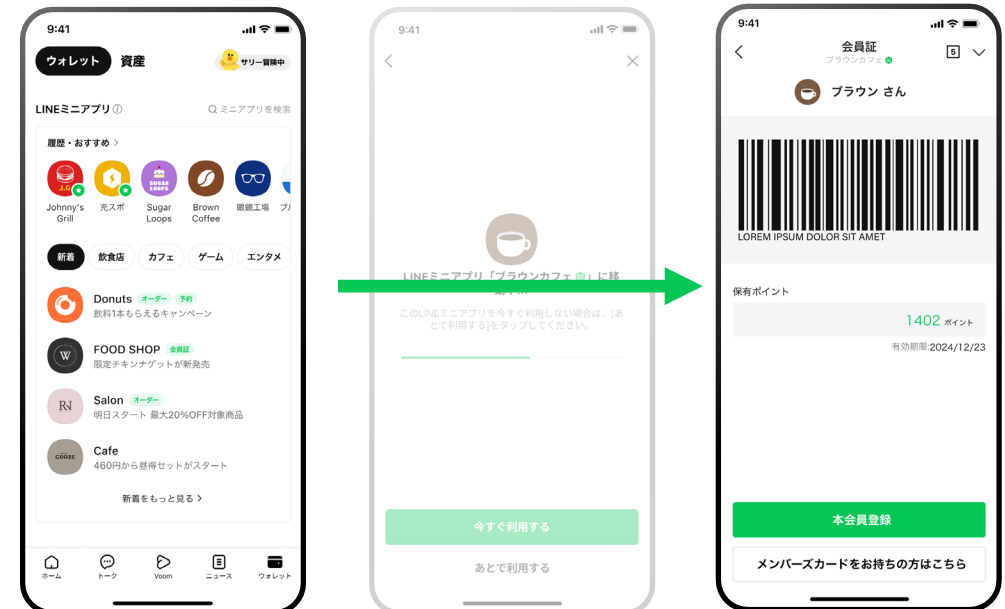 9:41
ウォレット
資産
サリー冒険中
LINEミニアプリ
ミニアプリを検索
履歴・おすすめ
J.G
SUGAR
LOOPS
Johnny's
Grill
充スポ
Sugar
Loops
Brown
Coffee
眼鏡工場
ブ
新着
飲食店
カフェ
ゲーム
エンタメ
Donuts
オーダー
予約
飲料1本もらえるキャンペーン
W
FOOD SHOP
会員証
限定チキンナゲットが新発売
Salon
オーダー
明日スタート 最大20%OFF対象商品
Cafe
460円から昼得セットがスタート
新着をもっと見る
ホーム
トーク
Voom
ニュース
ウォレット
9:41
LINEミニアプリ「ブラウンカフェ」に移
このLINEミニアプリを今すぐ利用しない場合は、[あ
とで利用する]をタップしてください。
今すぐ利用する
あとで利用する
9:41
会員証
ブラウンカフェ
5
ブラウン さん
LOREM IPSUM DOLOR SIT AMET
保有ポイント
1402 ポイント
有効期限:2024/12/23
本会員登録
メンバーズカードをお持ちの方はこちら